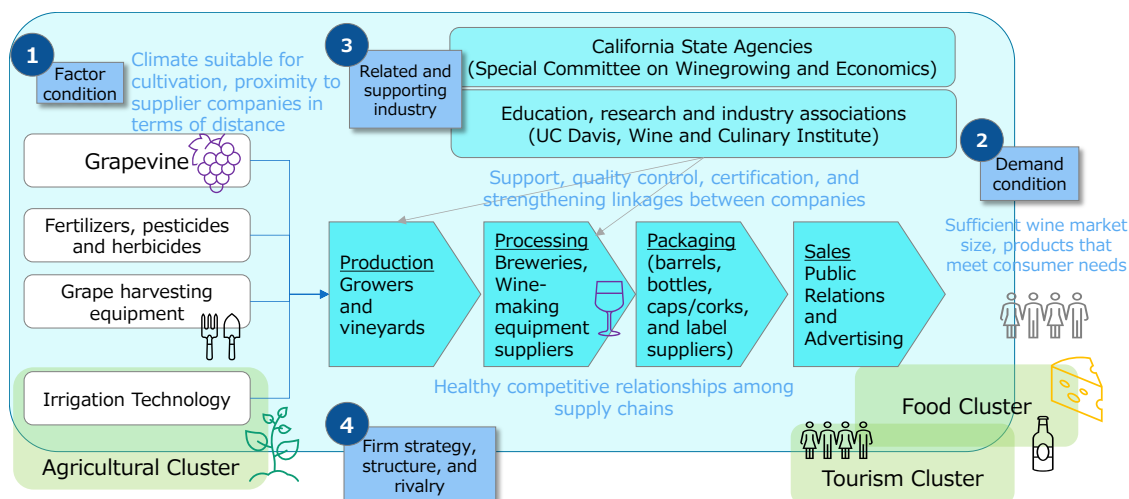 1
Factor
condition
Climate suitable for
cultivation, proximity to
supplier companies in
terms of distance
3
Related and
supporting
industry
California State Agencies
(Special Committee on Winegrowing and Economics)
Education, research and industry associations
(UC Davis, Wine and Culinary Institute)
2
Demand
condition
Sufficient wine market
size, products that
meet consumer needs
Support, quality control, certification, and
strengthening linkages between companies
Grapevine
Fertilizers, pesticides
and herbicides
Grape harvesting
equipment
Irrigation Technology
Agricultural Cluster
Production
Growers
and
vineyards
Processing
Breweries,
Wine-
making
equipment
suppliers
Packaging
(barrels,
bottles,
caps/corks,
and label
suppliers)
Sales
Public
Relations
and
Advertising
Healthy competitive relationships among
supply chains
4
Firm strategy,
structure, and
rivalry
Food Cluster
Tourism Cluster